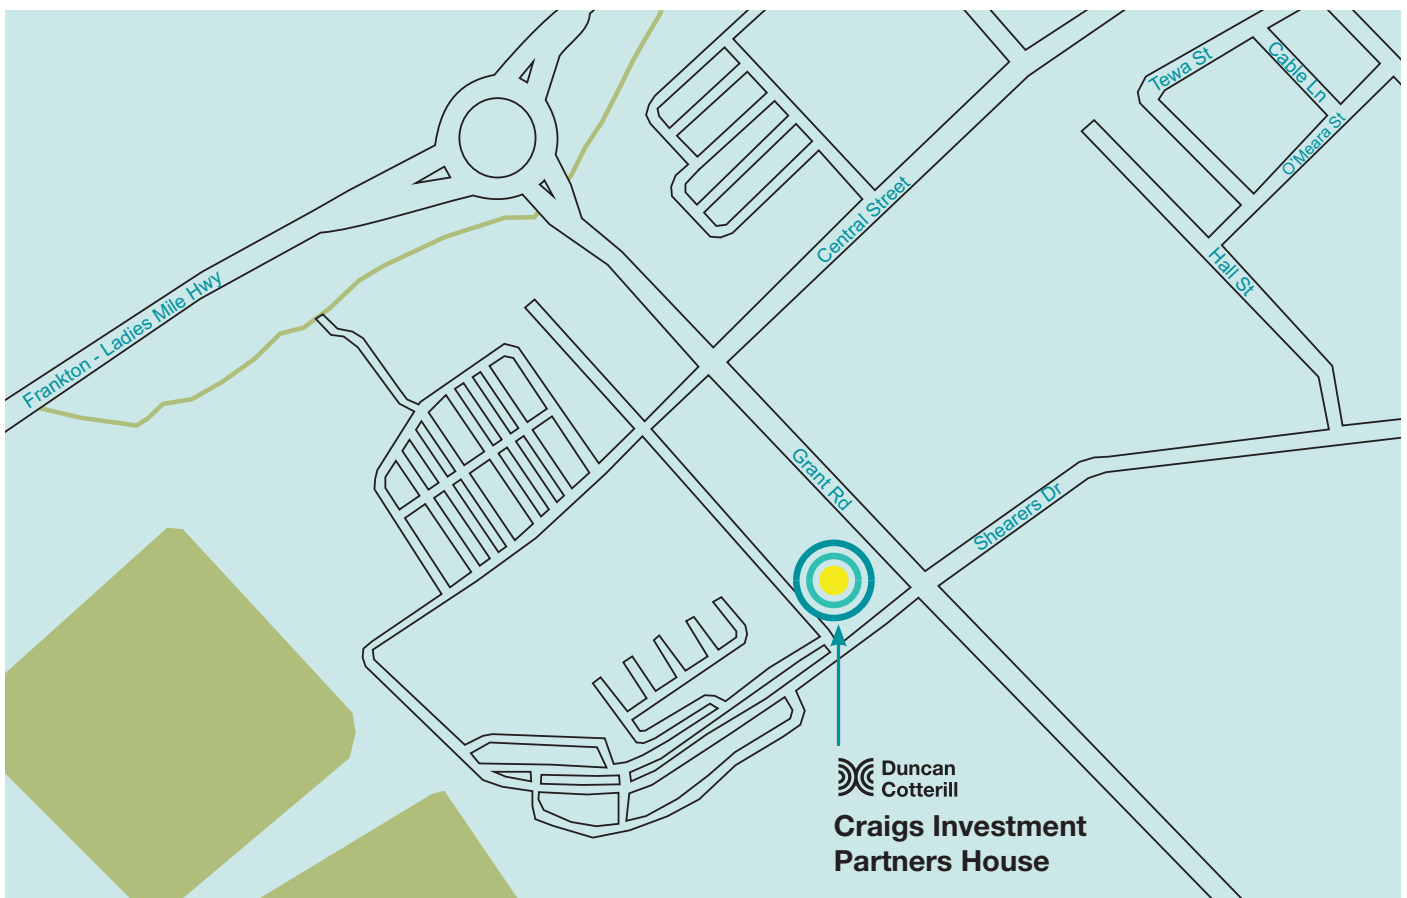 Tewa St
Cable Ln
O'Meara St
Central Street
Hall St
Frankton - Ladies Mile Hwy
Grant Rd
Shearers Dr
Duncan
Cotterill
Craigs Investment
Partners House